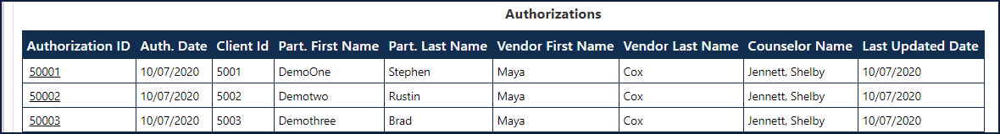 Authorizations
Authorization ID Auth. Date Client Id Part. First Name Part. Last Name Vendor First Name Vendor Last Name Counselor Name Last Updated Date
50001 10/07/2020 5001 DemoOne Stephen Maya Cox Jennett, Shelby 10/07/2020
50002 10/07/2020 5002 Demotwo Rustin Maya Cox Jennett, Shelby 10/07/2020
50003 10/07/2020 5003 Demothree Brad Maya Cox Jennett, Shelby 10/07/2020